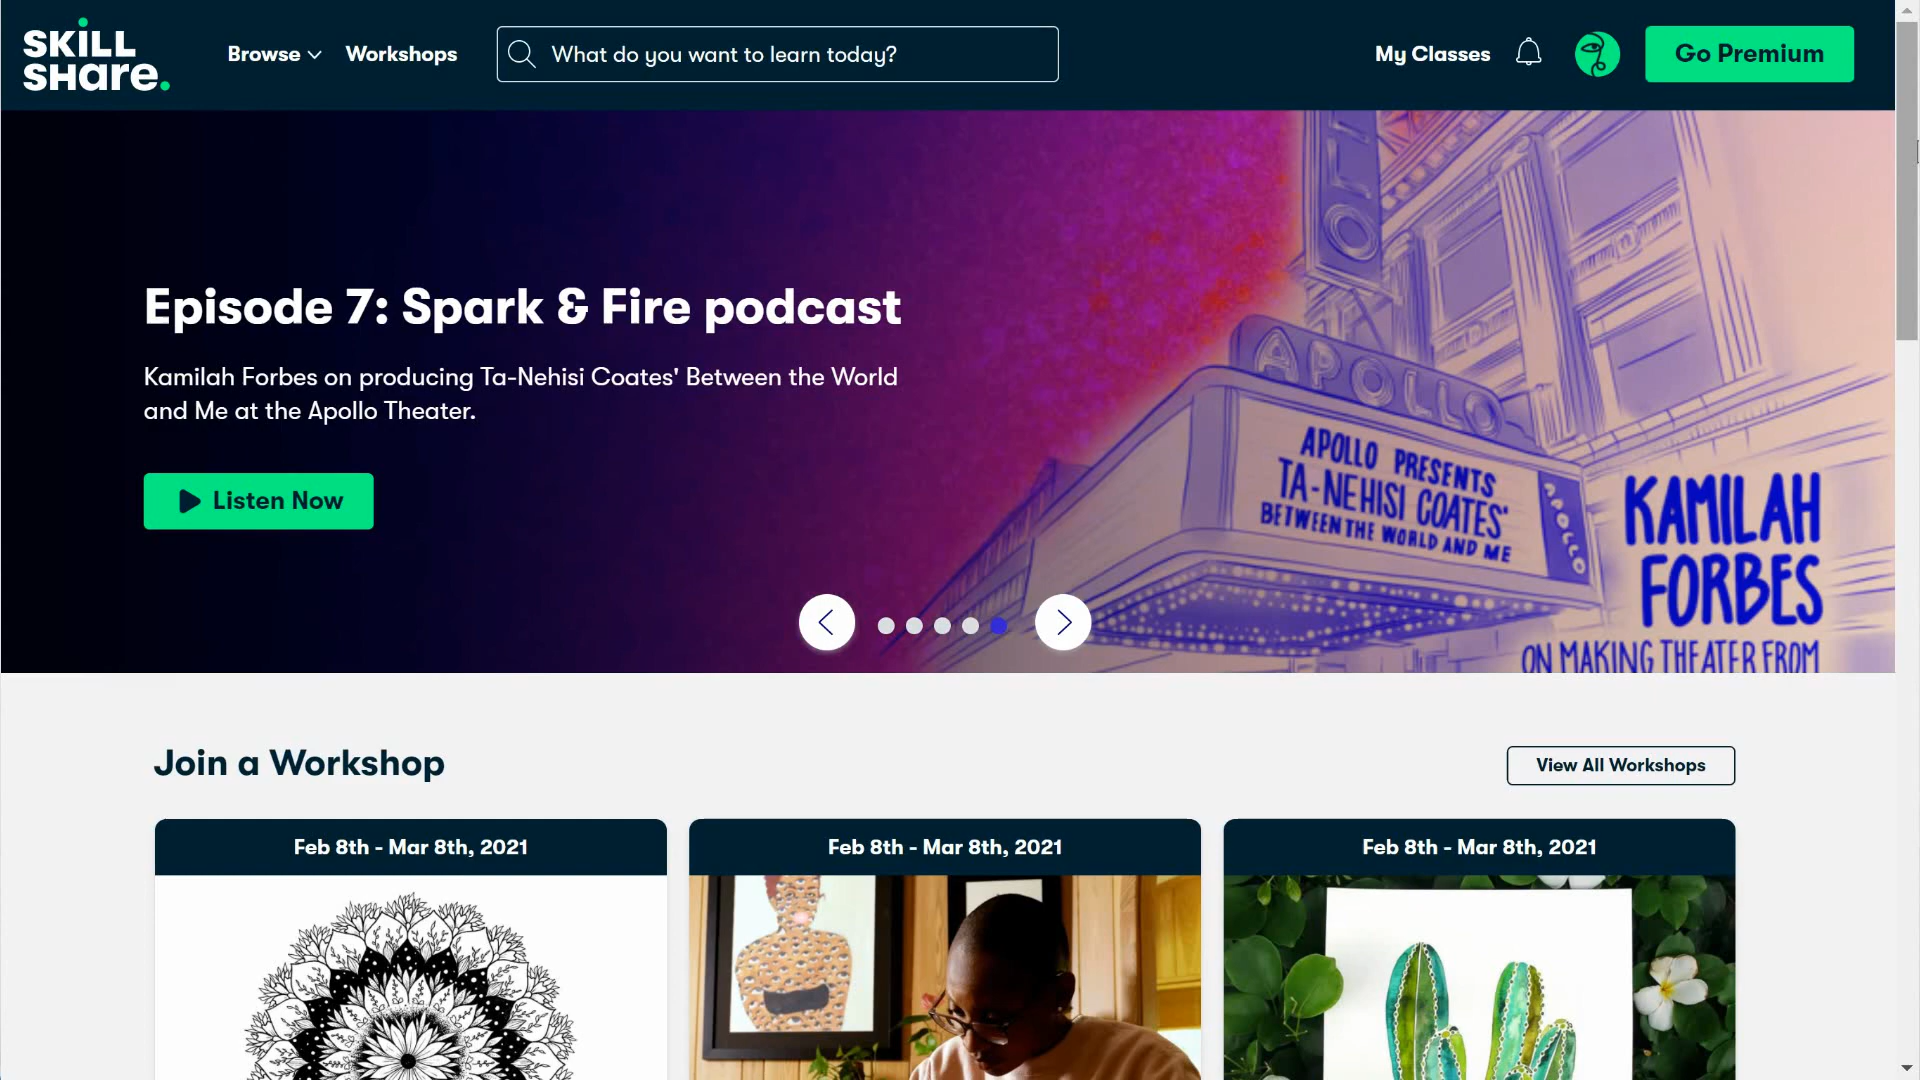 SKILL
SHare.
Browse
Workshops
What do you want to learn today?
My Classes
Go Premium
Episode 7: Spark & Fire podcast
Kamilah Forbes on producing Ta-Nehisi Coates' Between the World
and Me at the Apollo Theater.
Listen Now
LLO
APOLLO
APOLLO PRESENTS
TA-NEHISI COATES'
BETWEEN THE WORLD AND ME
APOLLO
KAMILAH
FORBES
ON MAKING THEATER FROM
Join a Workshop
View All Workshops
Feb 8th - Mar 8th, 2021
Feb 8th - Mar 8th, 2021
Feb 8th - Mar 8th, 2021